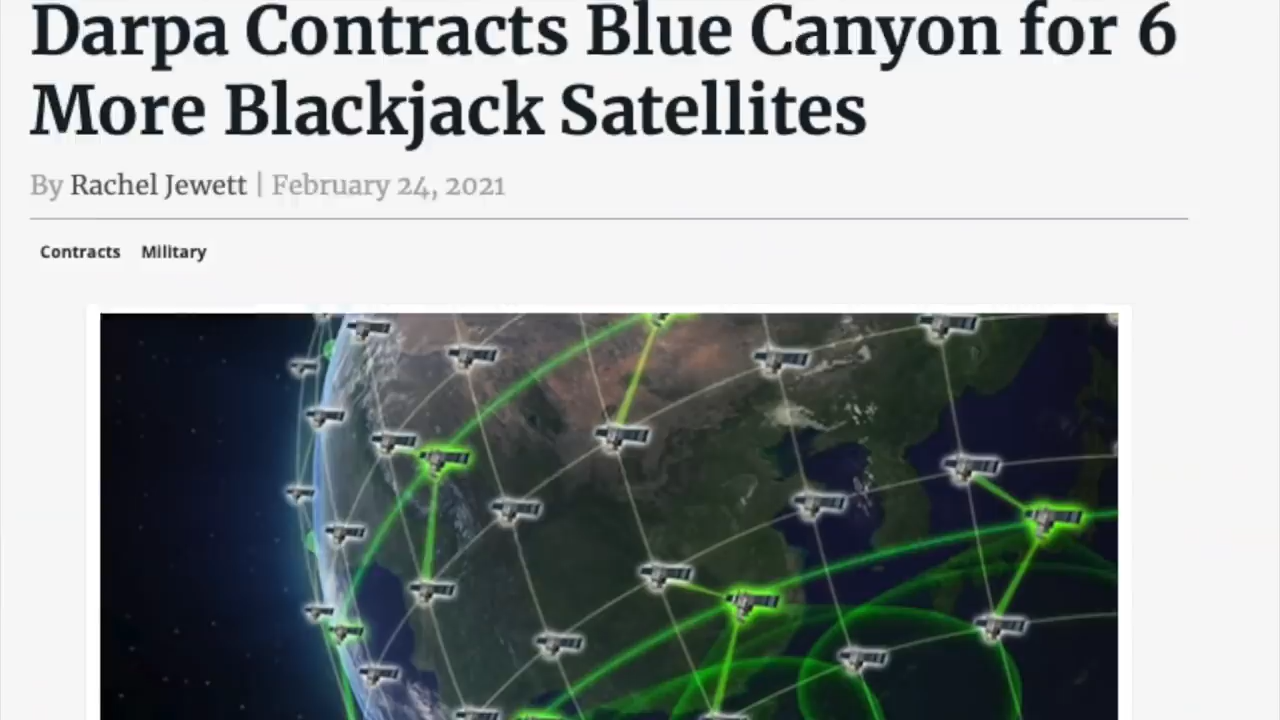 Darpa Contracts Blue Canyon for 6
More Blackjack Satellites
By Rachel Jewett | February 24, 2021
Contracts Military